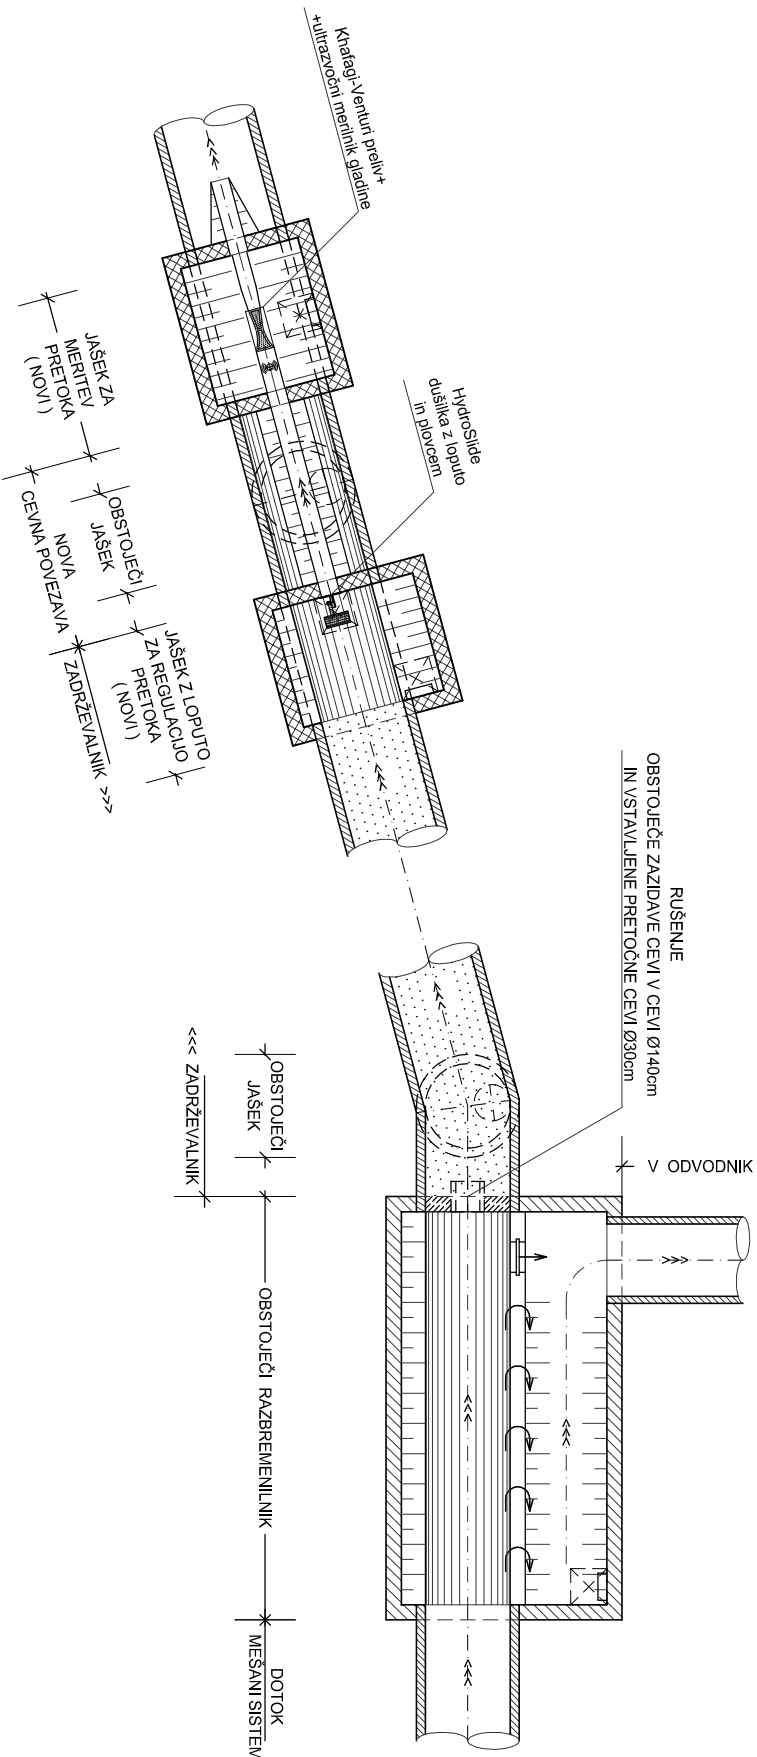 Khafagi-Venturi preliv+
+ultrazvočni merilnik gladine
HydroSlide
dušilka z loputo
in plovcem
JAŠEK ZA
MERITEV
PRETOKA
( NOVI )
OBSTOJEČI
JAŠEK
NOVA
CEVNA POVEZAVA
JAŠEK Z LOPUTO
ZA REGULACIJO
PRETOKA
( NOVI )
ZADRŽEVALNIK >>>
RUŠENJE
OBSTOJEČE ZAZIDAVE CEVI V CEVI Ø140cm
IN VSTAVLJENE PRETOČNE CEVI Ø30cm
V ODVODNIK
OBSTOJEČI
JAŠEK
<<< ZADRŽEVALNIK
OBSTOJEČI RAZBREMENILNIK
DOTOK
MEŠANI SISTEM